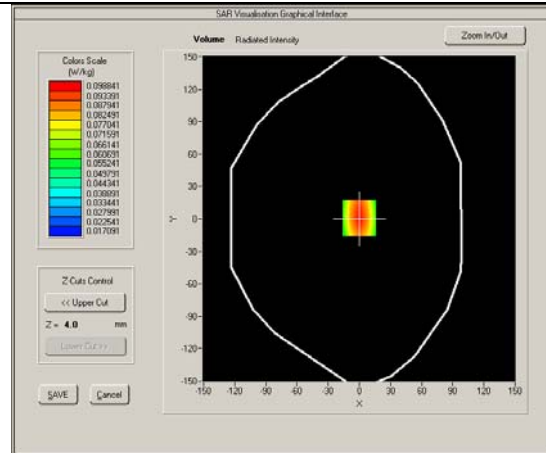 SAR Visualisation Graphical Interface
Volume Radiated Intensity
Zoom In/Out
Colors Scale
(W/kg)
0.098841
0.093391
0.087941
0.082491
0.077041
0.071591
0.066141
0.060691
0.055241
0.049791
0.044341
0.038891
0.033441
0.027991
0.022541
0.017091
Z Cuts Control
<< Upper Cut
Z = 4.0 mm
Lower Cut >>
SAVE Cancel
150
120
90
60
30
0
-30
-60
-90
-120
-150
Y
-150 -120 -90 -60 -30 0 30 60 90 120 150
X